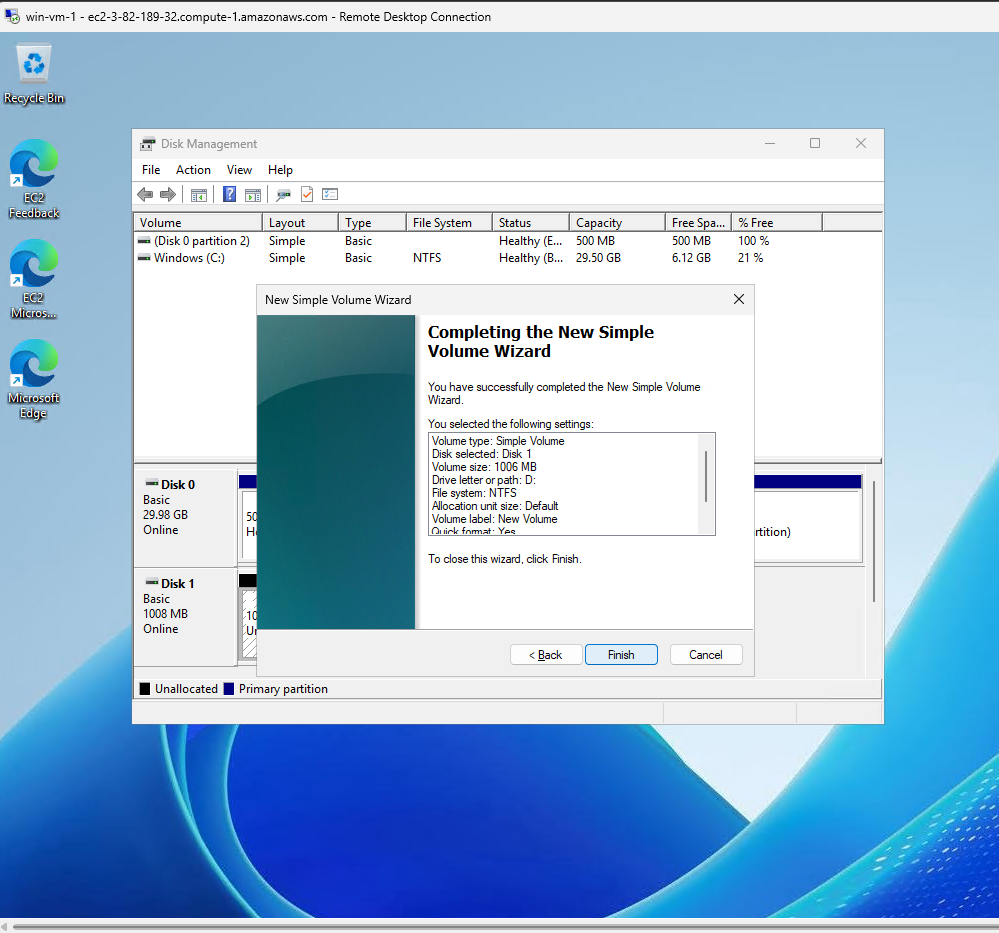 win-vm-1 - ec2-3-82-189-32.compute-1.amazonaws.com - Remote Desktop Connection
Recycle Bin
EC2
Feedback
EC2
Micros...
Microsoft
Edge
Disk Management
File Action View Help
Volume Layout Type File System Status Capacity Free Spa... % Free
(Disk 0 partition 2) Simple Basic Healthy (E... 500 MB 500 MB 100 %
Windows (C:) Simple Basic NTFS Healthy (B... 29.50 GB 6.12 GB 21 %
New Simple Volume Wizard
Completing the New Simple
Volume Wizard
You have successfully completed the New Simple Volume
Wizard.
You selected the following settings:
Volume type: Simple Volume
Disk selected: Disk 1
Volume size: 1006 MB
Drive letter or path: D:
File system: NTFS
Allocation unit size: Default
Volume label: New Volume
Quick format: Yes
To close this wizard, click Finish.
< Back Finish Cancel
Disk 0
Basic
29.98 GB
Online
50
He
rtition)
Disk 1
Basic
1008 MB
Online
10
Un
Unallocated Primary partition